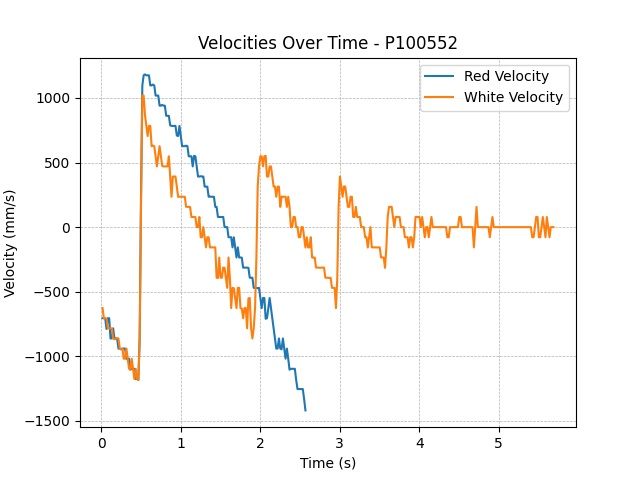 Velocities Over Time - P100552
Red Velocity
White Velocity
1000
500
0
−500
−1000
−1500
Velocity (mm/s)
0 1 2 3 4 5
Time (s)